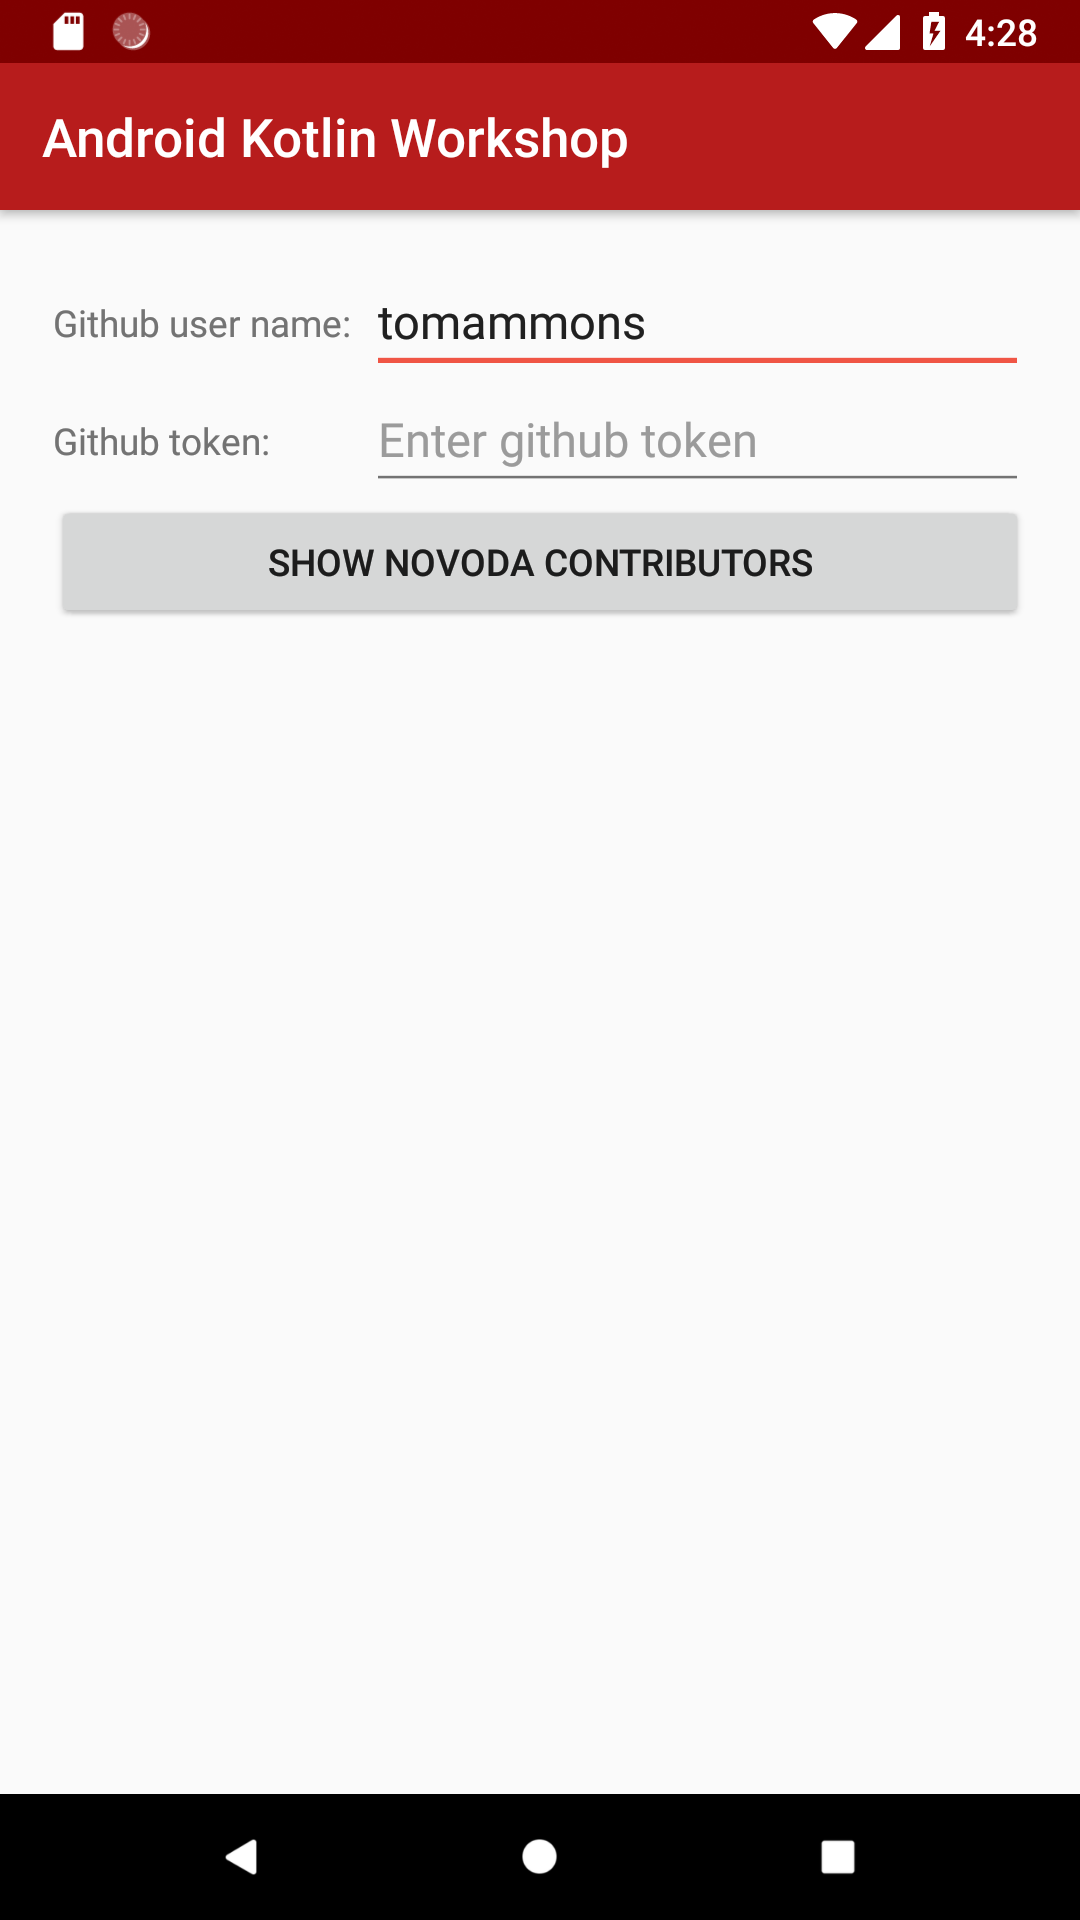 4:28
Android Kotlin Workshop
Github user name: tomammons
Github token: Enter github token
SHOW NOVODA CONTRIBUTORS